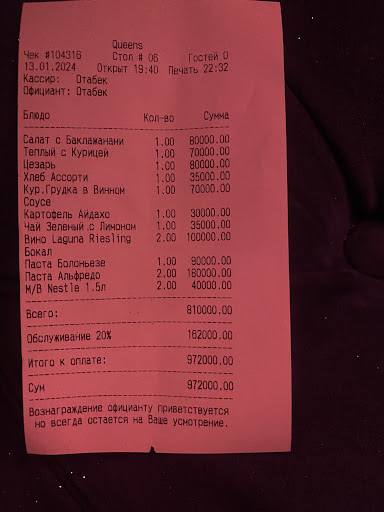 Queens
Чек #104316 Стол # 06 Гостей 0
13.01.2024 Открыт 19:40 Печать 22:32
Кассир: Отабек
Официант: Отабек
Блюдо Кол-во Сумма
Салат с Баклажанами 1.00 80000.00
Теплый с Курицей 1.00 70000.00
Цезарь 1.00 80000.00
Хлеб Ассорти 1.00 35000.00
Кур.Грудка в Винном 1.00 70000.00
Соусе
Картофель Айдахо 1.00 30000.00
Чай Зеленый с Лимоном 1.00 35000.00
Вино Laguna Riesling 2.00 100000.00
Бокал
Паста Болоньезе 1.00 90000.00
Паста Альфредо 2.00 180000.00
М/В Nestle 1.5л 2.00 40000.00
Всего: 810000.00
Обслуживание 20% 162000.00
Итого к оплате: 972000.00
Сум 972000.00
Вознаграждение официанту приветствуется
но всегда остается на Ваше усмотрение.